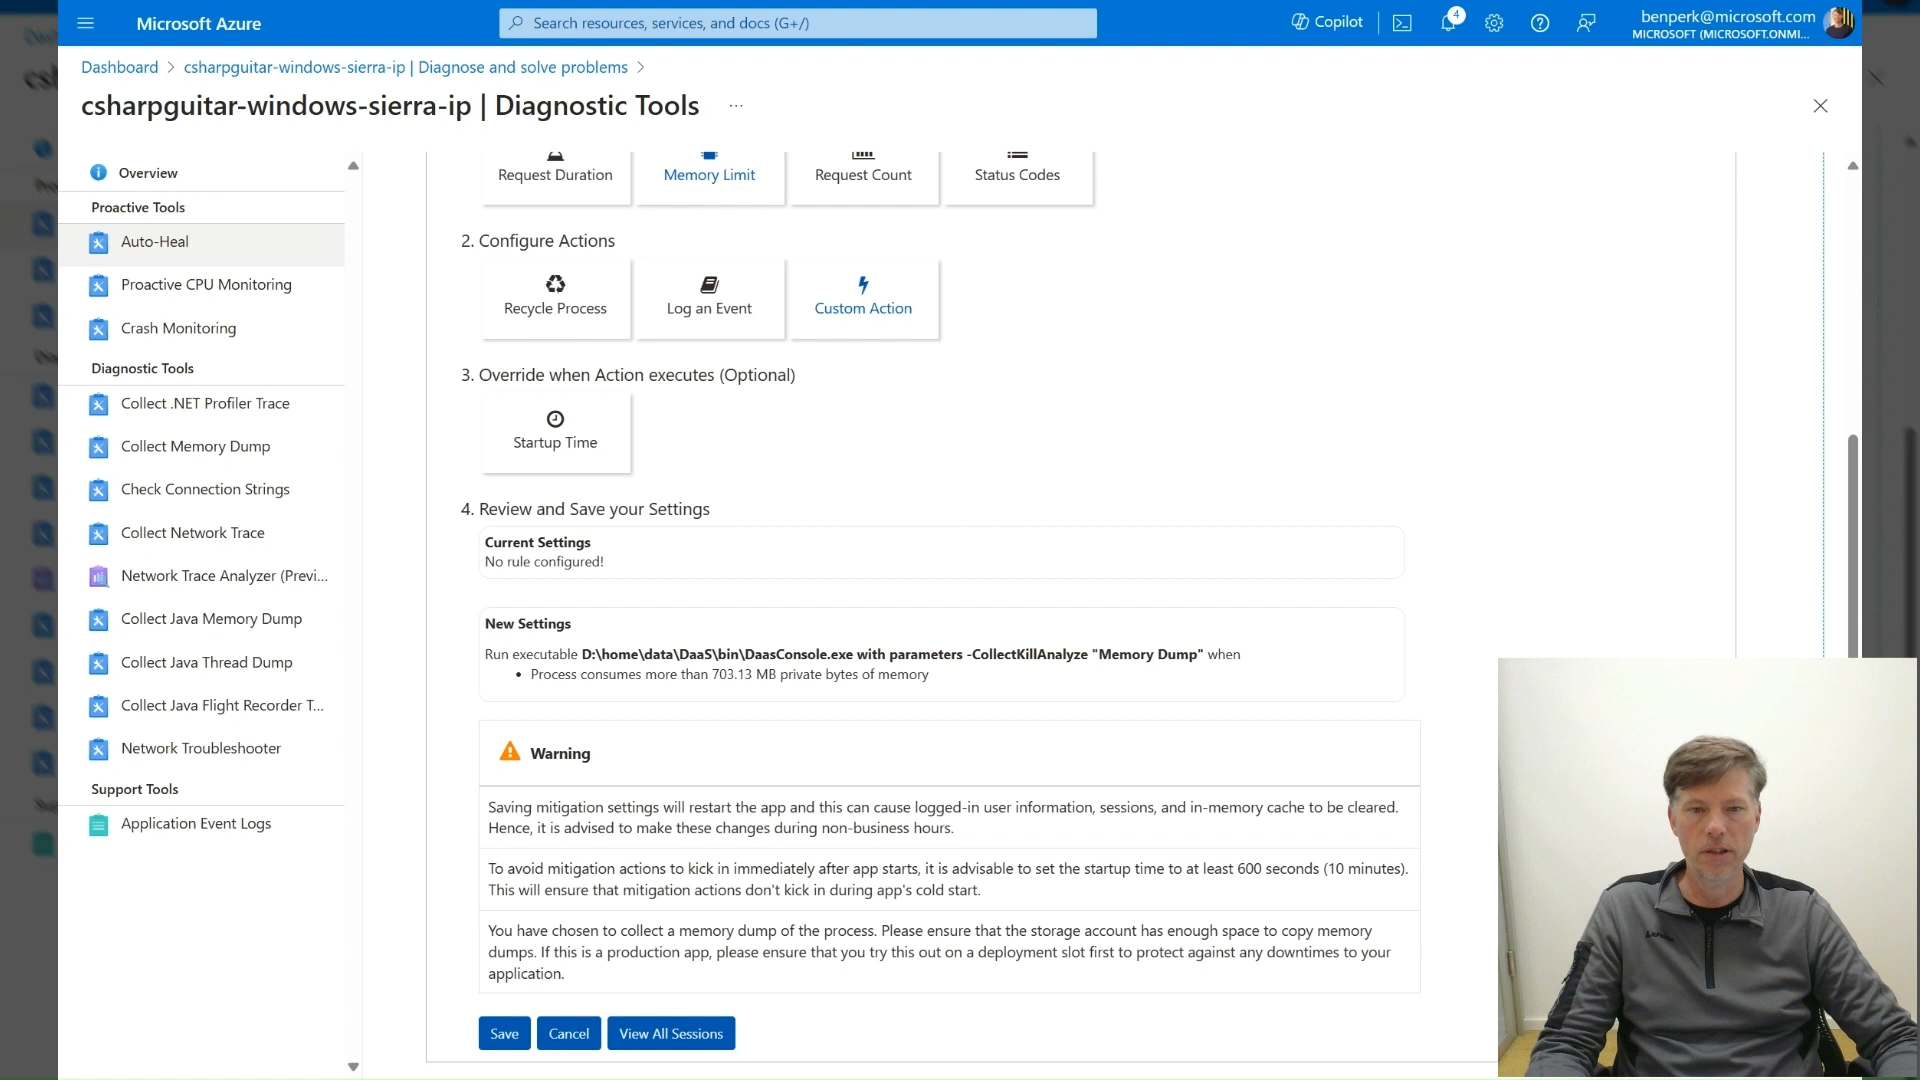 Microsoft Azure
Search resources, services, and docs (G+/)
Copilot
4
benperk@microsoft.com
MICROSOFT (MICROSOFT.ONMI...
Dashboard > csharpguitar-windows-sierra-ip | Diagnose and solve problems >
csharpguitar-windows-sierra-ip | Diagnostic Tools ...
Overview
Proactive Tools
Auto-Heal
Proactive CPU Monitoring
Crash Monitoring
Diagnostic Tools
Collect .NET Profiler Trace
Collect Memory Dump
Check Connection Strings
Collect Network Trace
Network Trace Analyzer (Previ...
Collect Java Memory Dump
Collect Java Thread Dump
Collect Java Flight Recorder T...
Network Troubleshooter
Support Tools
Application Event Logs
Request Duration
Memory Limit
Request Count
Status Codes
2. Configure Actions
Recycle Process
Log an Event
Custom Action
3. Override when Action executes (Optional)
Startup Time
4. Review and Save your Settings
Current Settings
No rule configured!
New Settings
Run executable D:\home\data\DaaS\bin\DaasConsole.exe with parameters -CollectKillAnalyze "Memory Dump" when
• Process consumes more than 703.13 MB private bytes of memory
Warning
Saving mitigation settings will restart the app and this can cause logged-in user information, sessions, and in-memory cache to be cleared.
Hence, it is advised to make these changes during non-business hours.
To avoid mitigation actions to kick in immediately after app starts, it is advisable to set the startup time to at least 600 seconds (10 minutes).
This will ensure that mitigation actions don't kick in during app's cold start.
You have chosen to collect a memory dump of the process. Please ensure that the storage account has enough space to copy memory
dumps. If this is a production app, please ensure that you try this out on a deployment slot first to protect against any downtimes to your
application.
Save
Cancel
View All Sessions